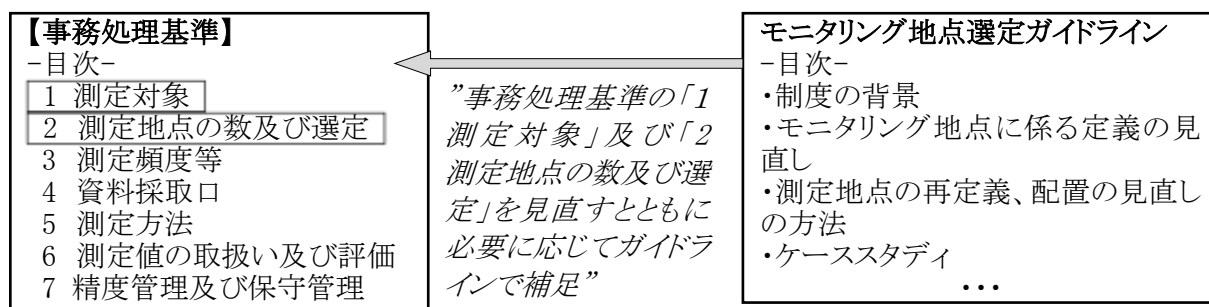 【事務処理基準】
-目次-
1 測定対象
2 測定地点の数及び選定
3 測定頻度等
4 資料採取口
5 測定方法
6 測定値の取扱い及び評価
7 精度管理及び保守管理
”事務処理基準の「1
測定対象」及び「2
測定地点の数及び選
定」を見直すとともに
必要に応じてガイドラ
インで補足”
モニタリング地点選定ガイドライン
-目次-
・制度の背景
・モニタリング地点に係る定義の見
直し
・測定地点の再定義、配置の見直し
の方法
・ケーススタディ
・・・